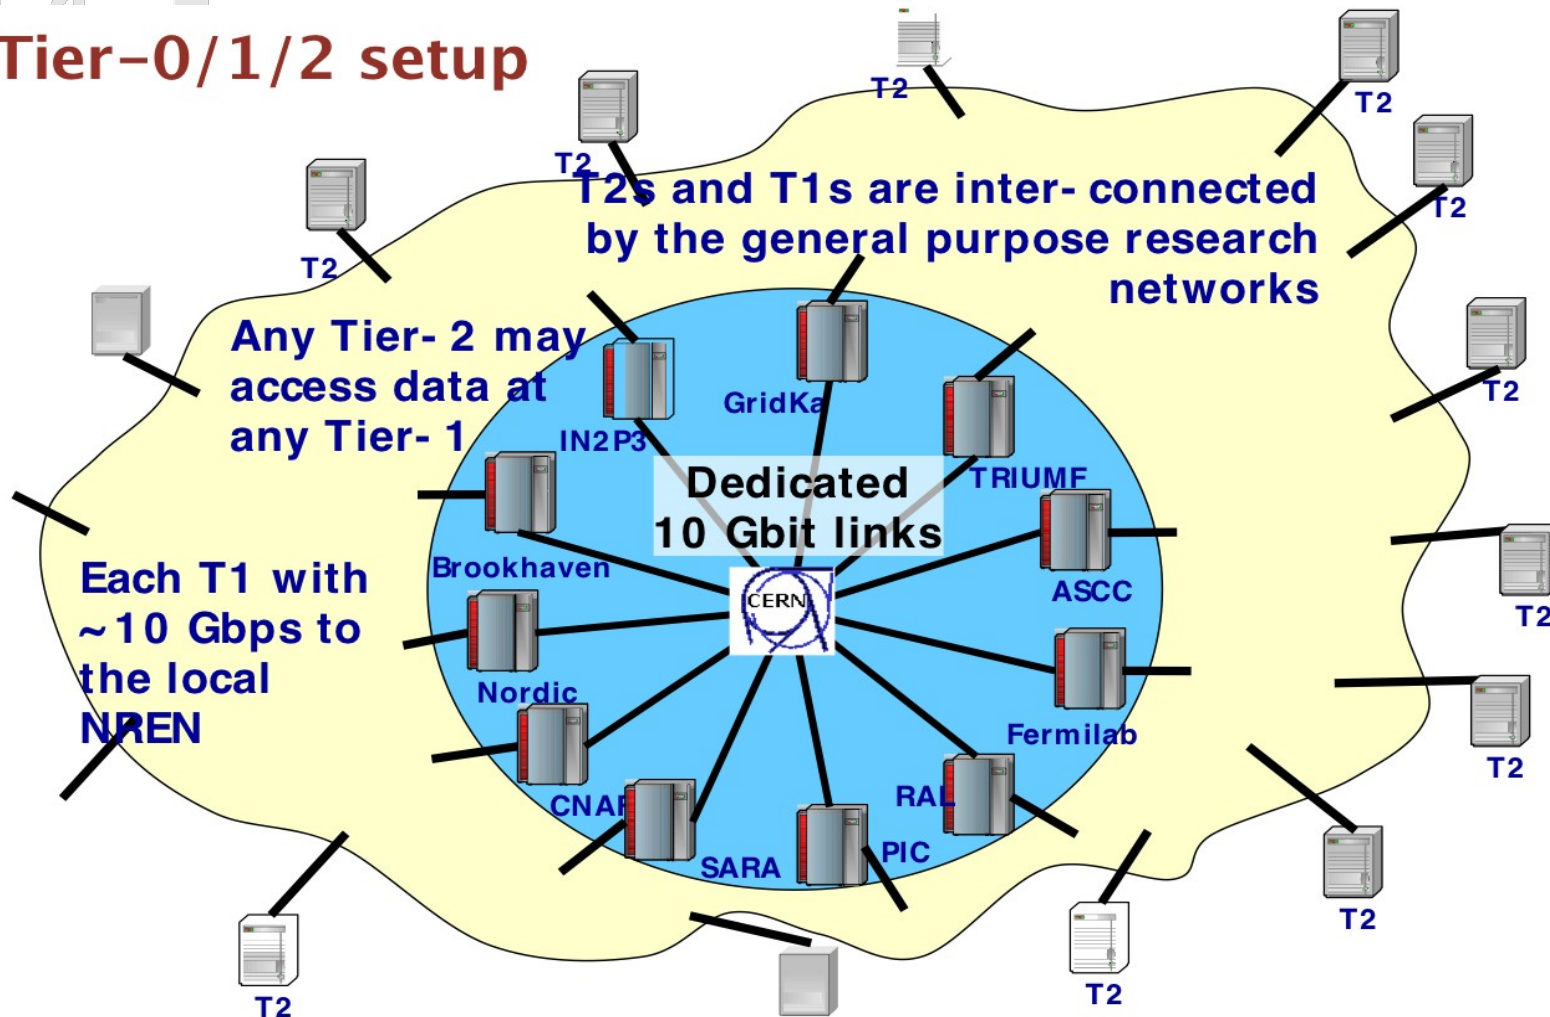 Tier-0/1/2 setup
T2
T2
T2
T2
T2
T2s and T1s are inter- connected
by the general purpose research
networks
T2
Any Tier- 2 may
access data at
any Tier- 1
GridKa
IN2P3
TRIUMF
T2
Dedicated
10 Gbit links
Brookhaven
ASCC
CERN
Each T1 with
~10 Gbps to
the local
NREN
T2
Nordic
Fermilab
T2
CNAF
RAL
SARA
PIC
T2
T2
T2